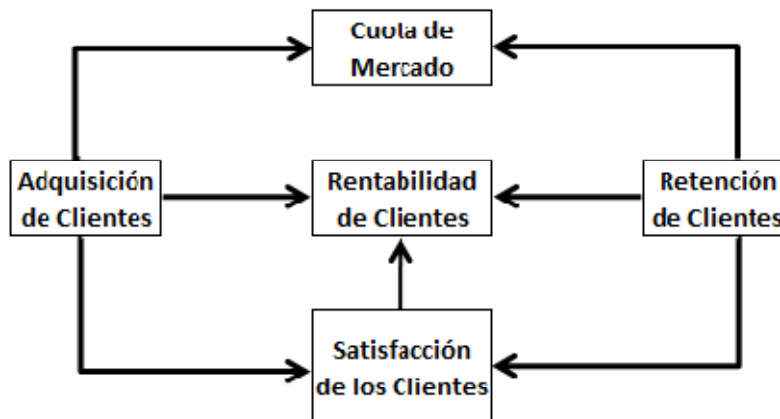 Cuota de
Mercado
Adquisición
de Clientes
Rentabilidad
de Clientes
Retención
de Clientes
Satisfacción
de los Clientes